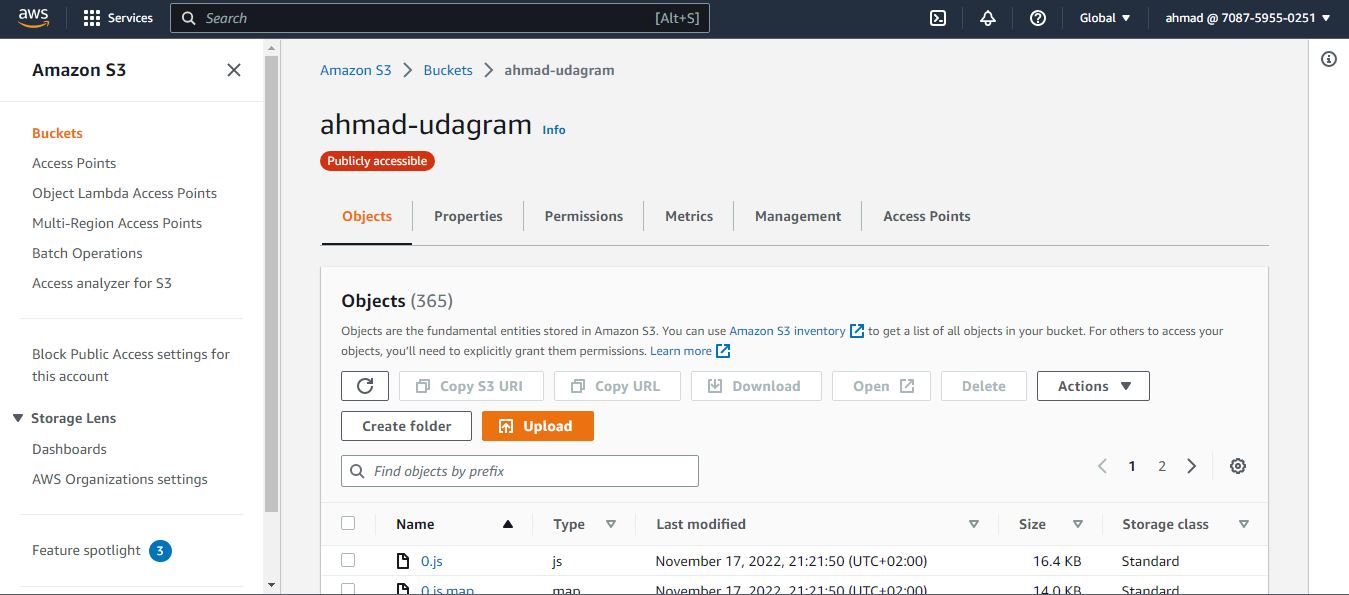 aws
Services
Search
[Alt+S]
Global
ahmad @ 7087-5955-0251
Amazon S3
Buckets
Access Points
Object Lambda Access Points
Multi-Region Access Points
Batch Operations
Access analyzer for S3
Block Public Access settings for
this account
Storage Lens
Dashboards
AWS Organizations settings
Feature spotlight 3
Amazon S3 Buckets ahmad-udagram
ahmad-udagram Info
Publicly accessible
Objects Properties Permissions Metrics Management Access Points
Objects (365)
Objects are the fundamental entities stored in Amazon S3. You can use Amazon S3 inventory to get a list of all objects in your bucket. For others to access your
objects, you'll need to explicitly grant them permissions. Learn more
Copy S3 URI Copy URL Download Open Delete Actions
Create folder Upload
Find objects by prefix
1 2
Name Type Last modified Size Storage class
0.js js November 17, 2022, 21:21:50 (UTC+02:00) 16.4 KB Standard
0.js.map map November 17, 2022, 21:21:50 (UTC+02:00) 14.0 KB Standard